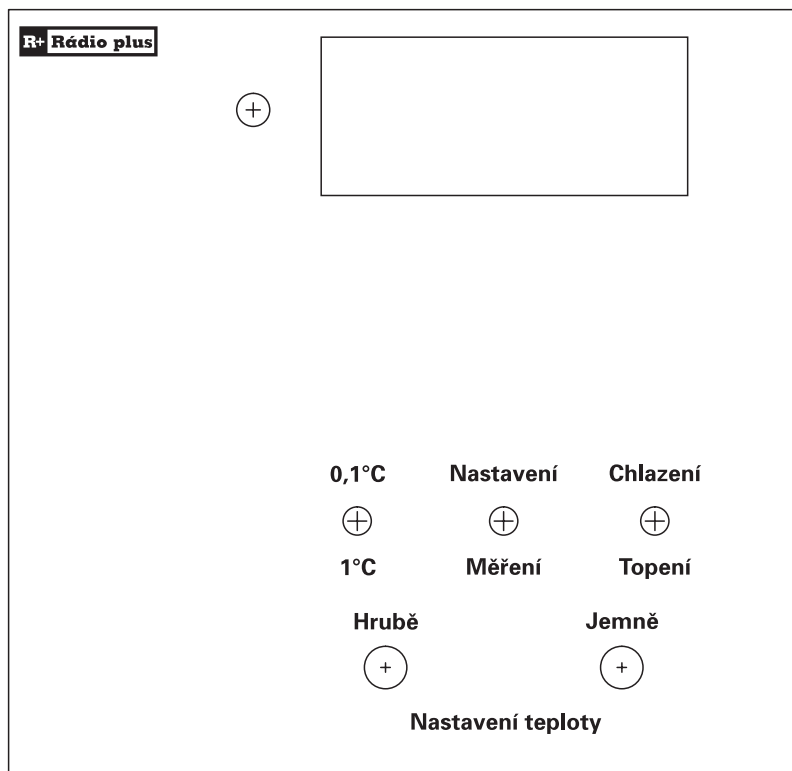 R+ Rádio plus
0,1°C Nastavení Chlazení
1°C Měření Topení
Hrubě Jemně
Nastavení teploty